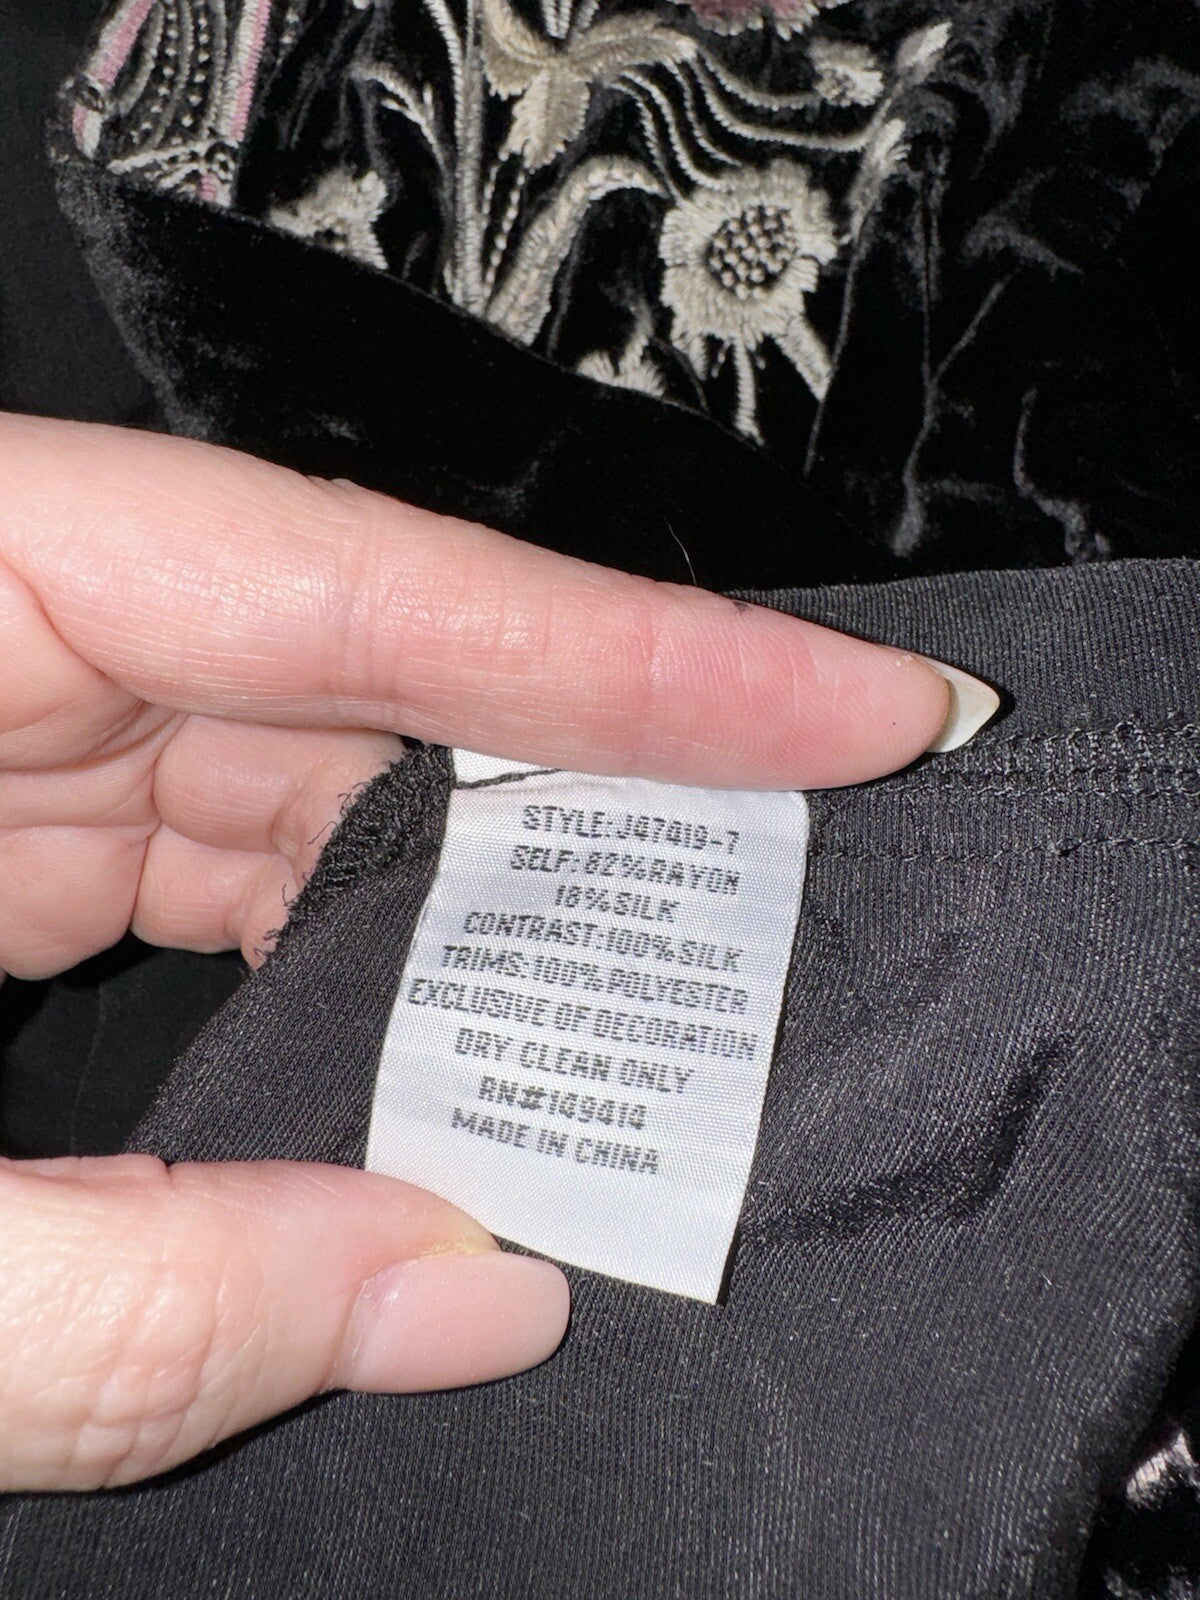 STYLE:J47419-7
SELF:82%RAYON
18%SILK
CONTRAST:100%SILK
TRIMS:100%POLYESTER
EXCLUSIVE OF DECORATION
DRY CLEAN ONLY
RN#149414
MADE IN CHINA